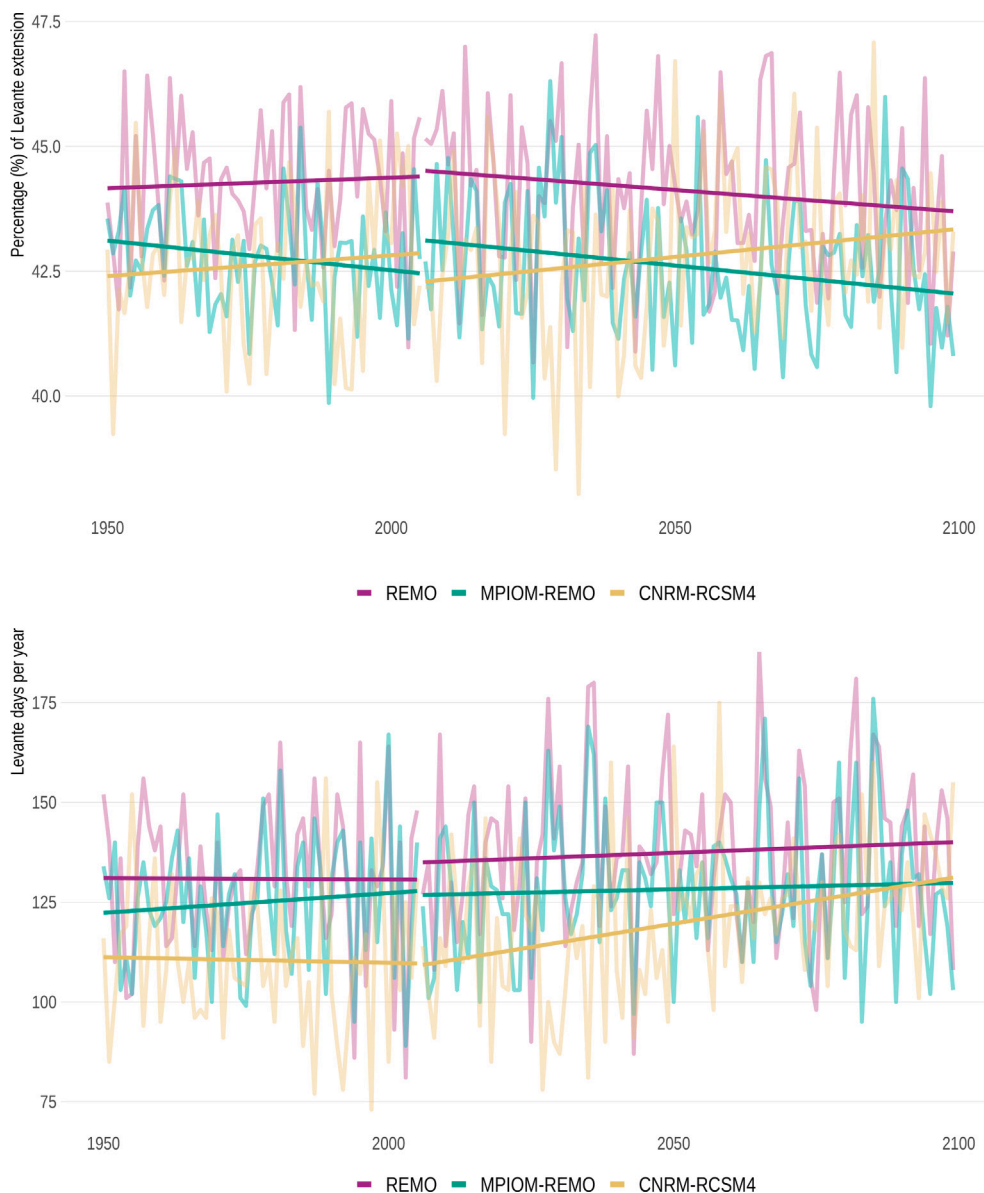 Percentage (%) of Levante extension
47.5
45.0
42.5
40.0
1950 2000 2050 2100
REMO MPIOM-REMO CNRM-RCSM4
Levante days per year
175
150
125
100
75
1950 2000 2050 2100
REMO MPIOM-REMO CNRM-RCSM4